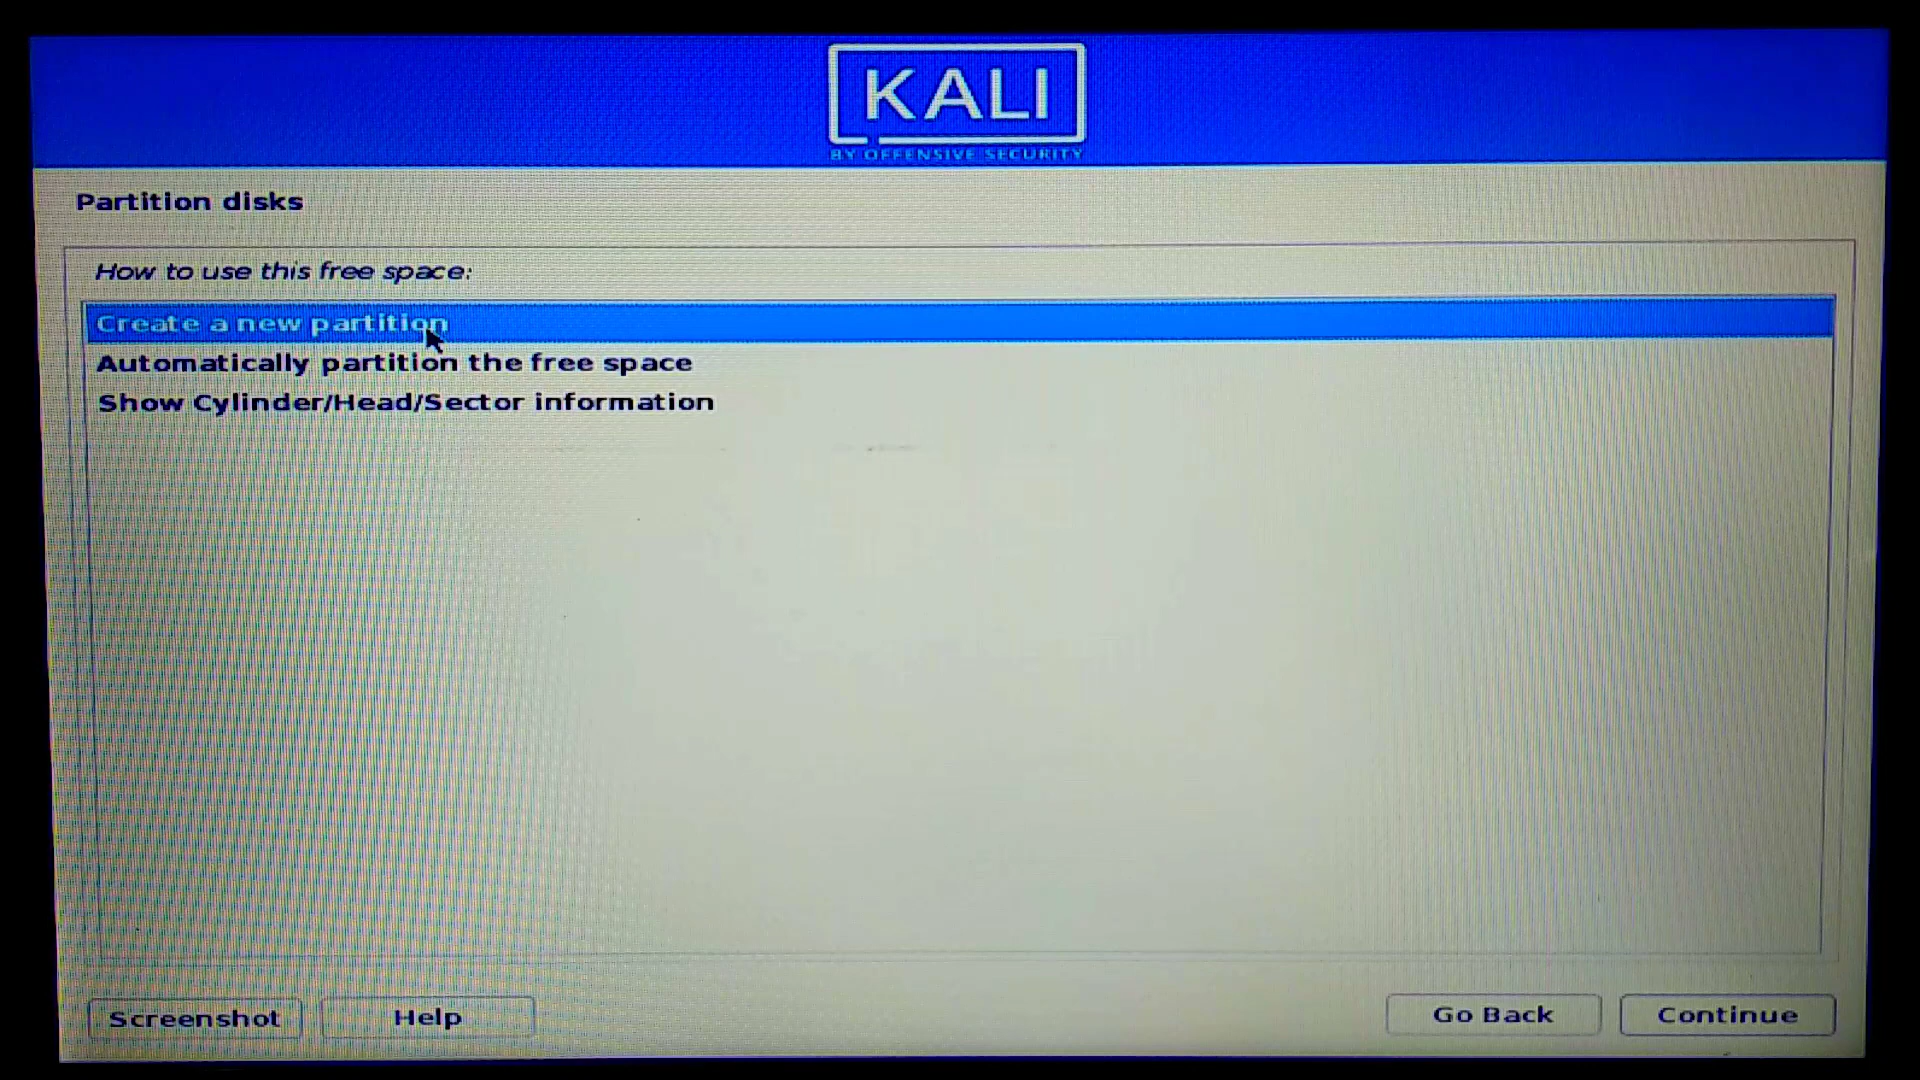 KALI
BY OFFENSIVE SECURITY
Partition disks
How to use this free space:
Create a new partition
Automatically partition the free space
Show Cylinder/Head/Sector information
Screenshot
Help
Go Back
Continue